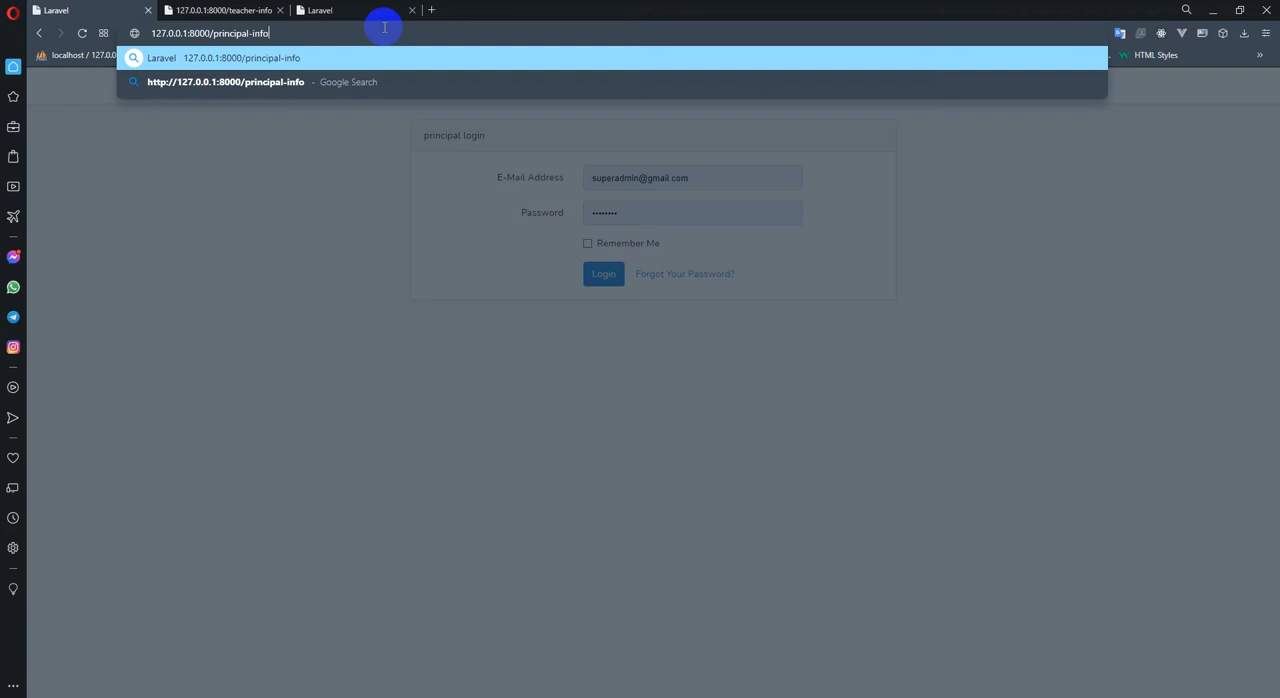 Laravel
127.0.0.1:8000/teacher-info
Laravel
127.0.0.1:8000/principal-info
localhost / 127.0.0
HTML Styles
Laravel 127.0.0.1:8000/principal-info
http://127.0.0.1:8000/principal-info - Google Search
principal login
E-Mail Address superadmin@gmail.com
Password ••••••••
Remember Me
Login Forgot Your Password?